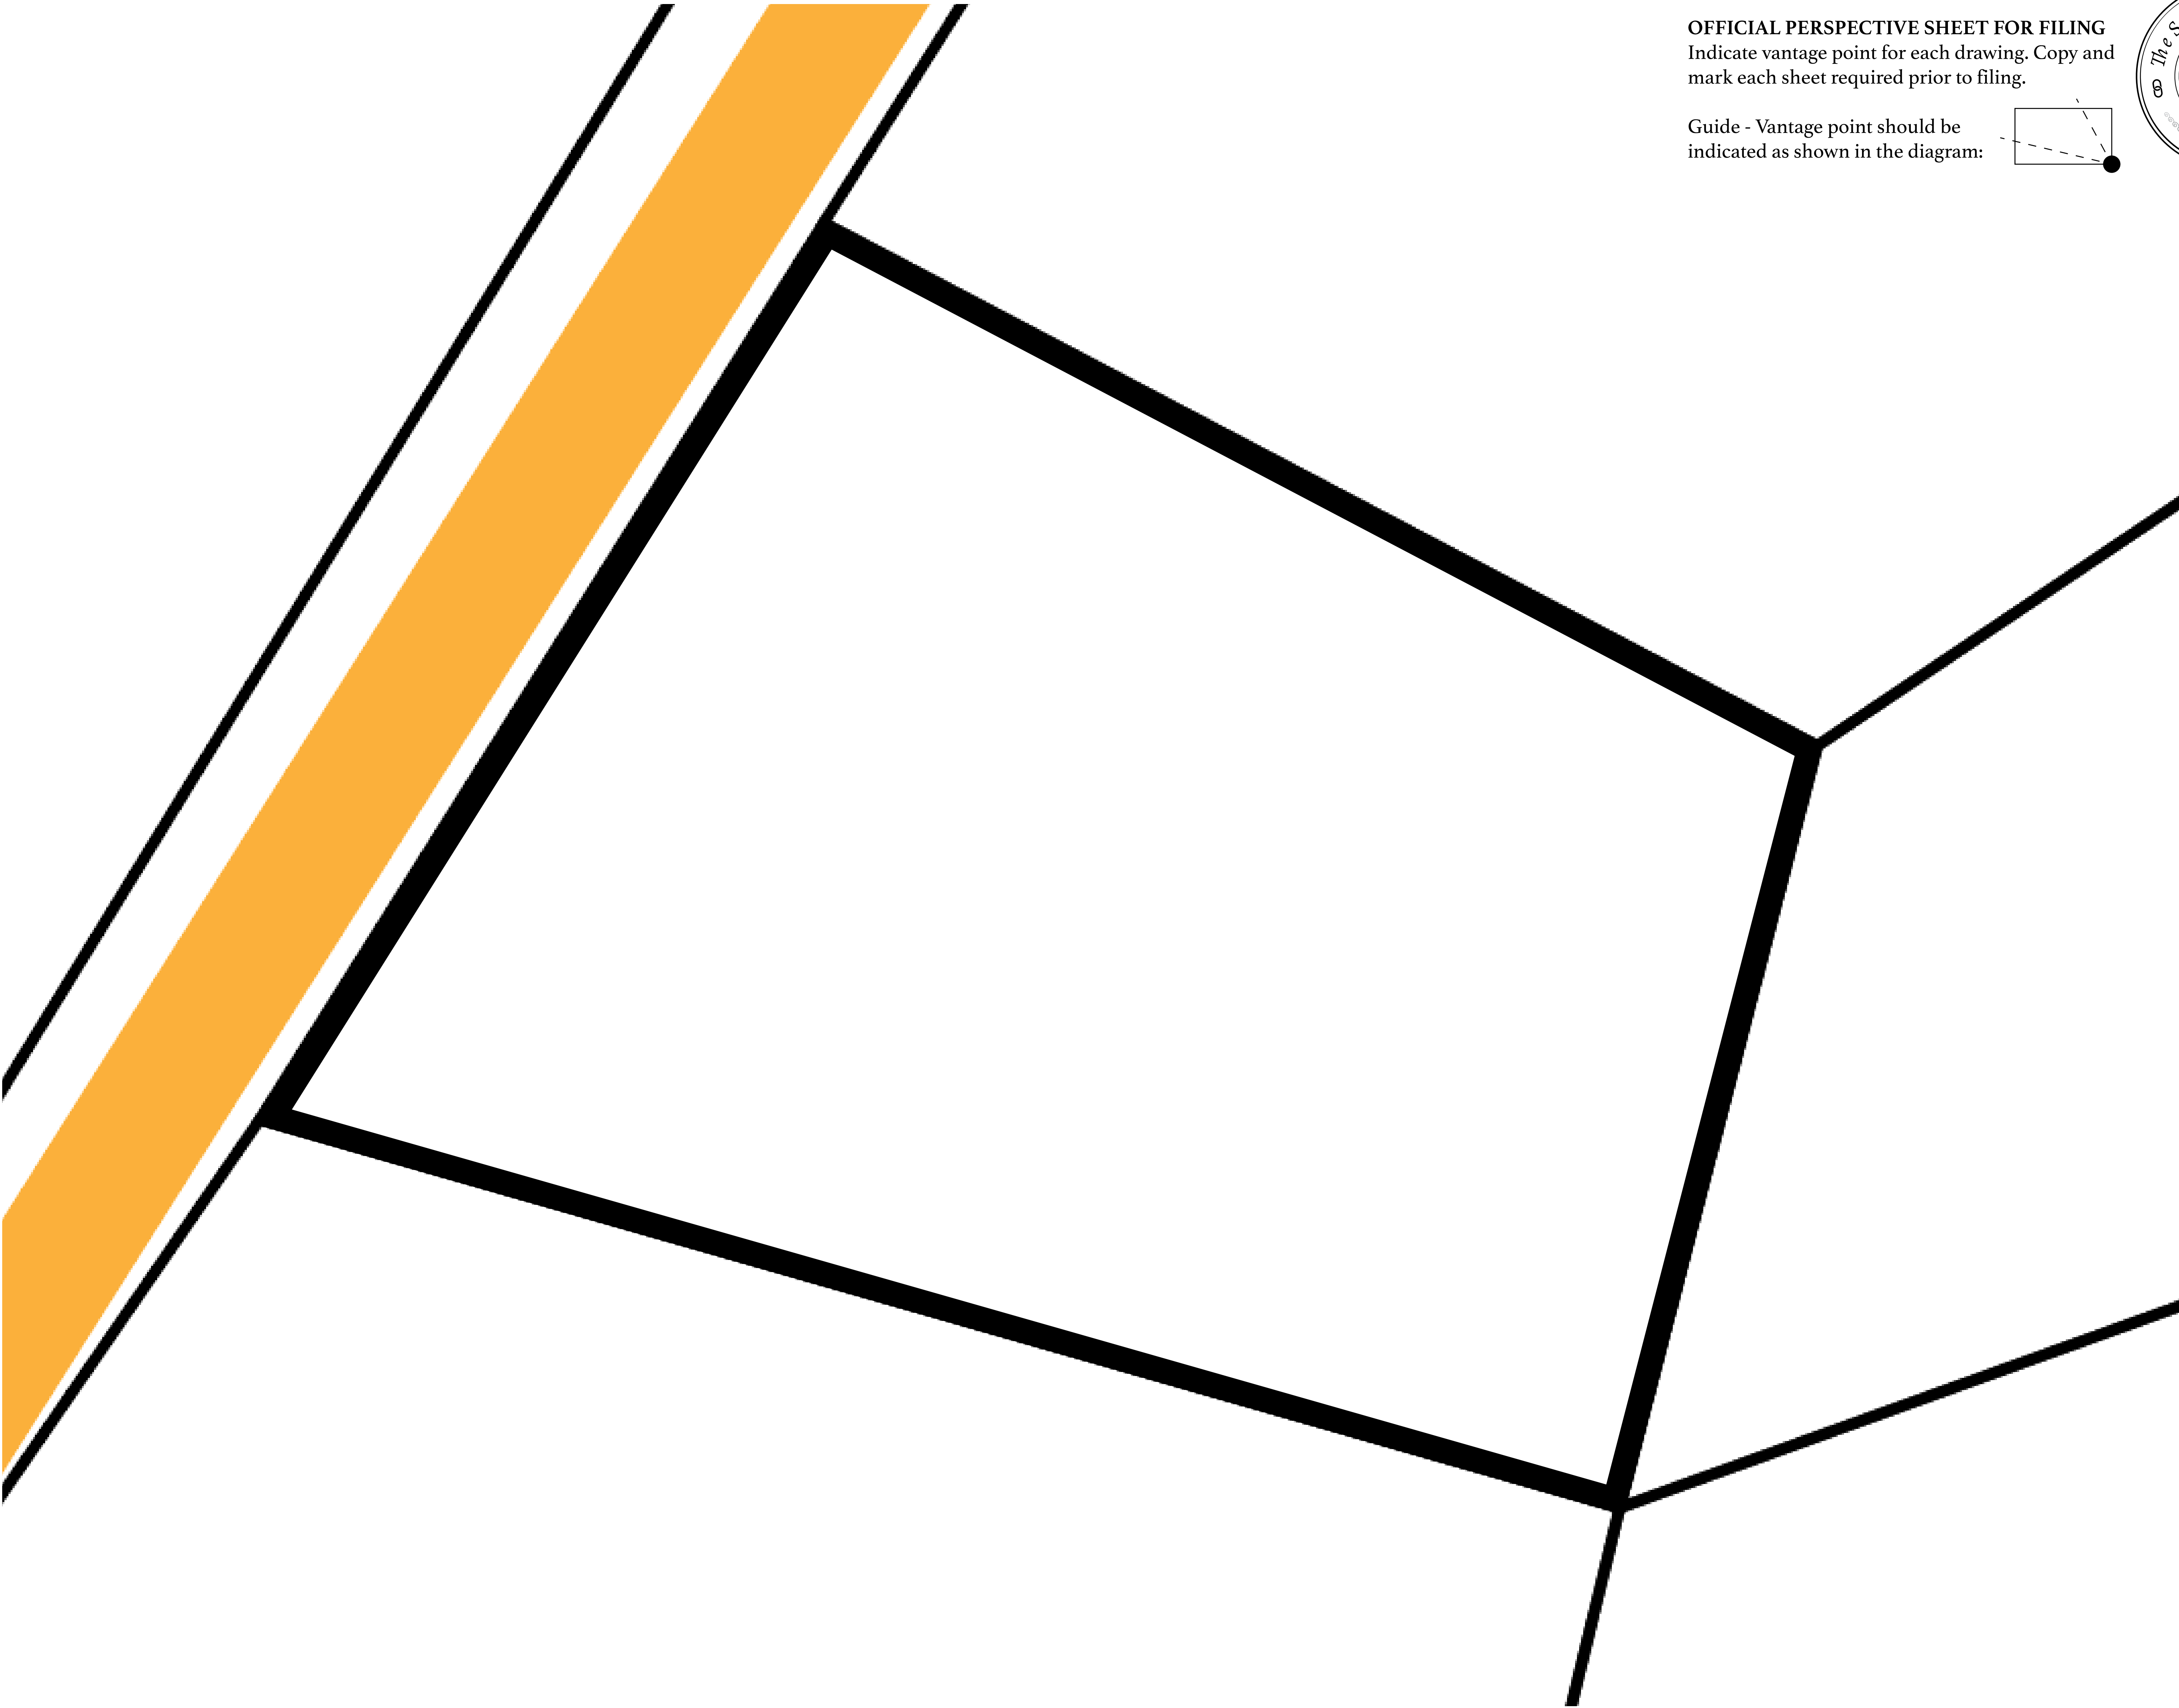 OFFICIAL PERSPECTIVE SHEET FOR FILING
Indicate vantage point for each drawing. Copy and
mark each sheet required prior to filing.
Guide - Vantage point should be
indicated as shown in the diagram:
The S